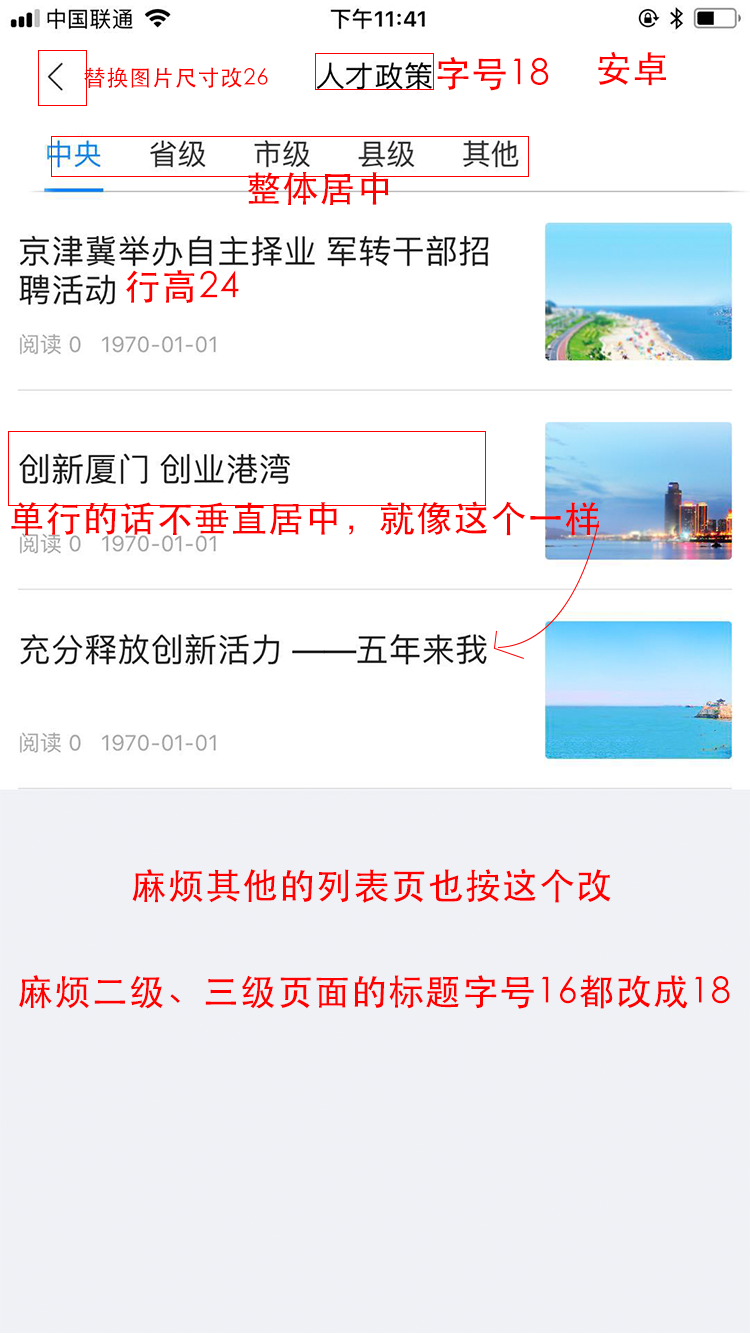 中国联通 下午11:41
替换图片尺寸改26 人才政策 字号18 安卓
中央 省级 市级 县级 其他
整体居中
京津冀举办自主择业 军转干部招
聘活动 行高24
阅读 0 1970-01-01
创新厦门 创业港湾
单行的话不垂直居中，就像这个一样
阅读 0 1970-01-01
充分释放创新活力 ——五年来我
阅读 0 1970-01-01
麻烦其他的列表页也按这个改
麻烦二级、三级页面的标题字号16都改成18